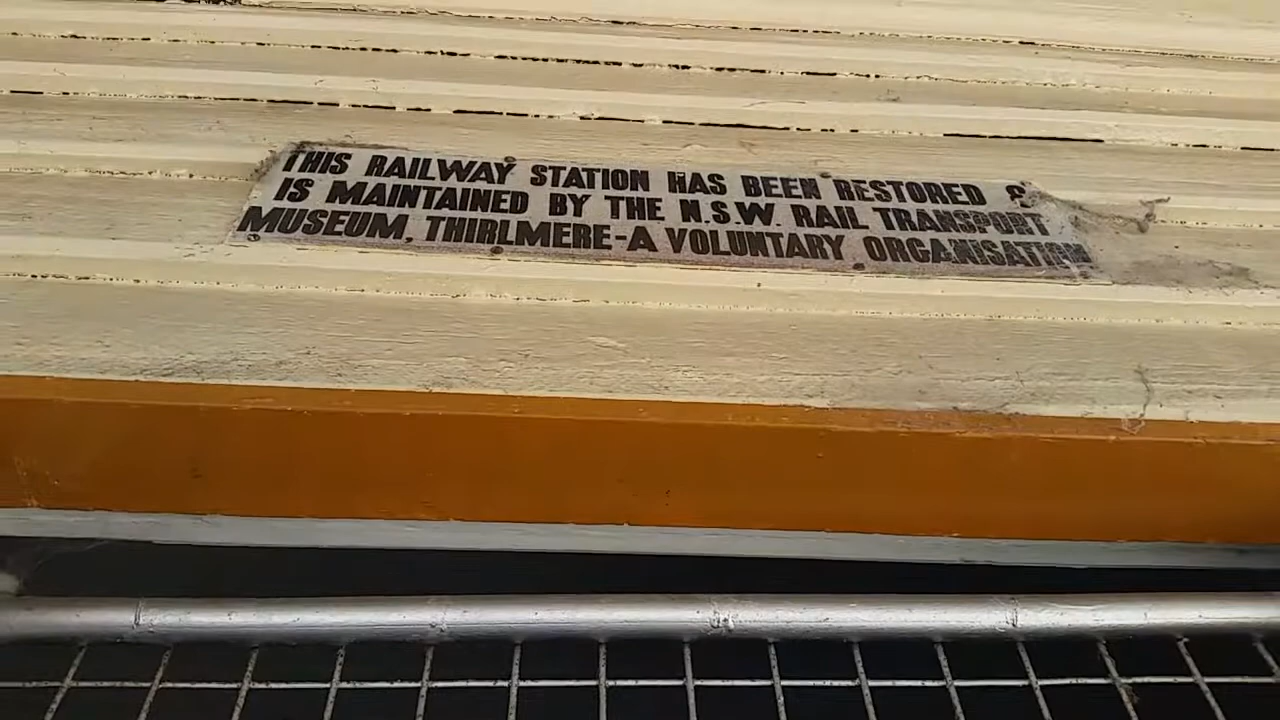 THIS RAILWAY STATION HAS BEEN RESTORED &
IS MAINTAINED BY THE N.S.W. RAIL TRANSPORT
MUSEUM, THIRLMERE-A VOLUNTARY ORGANISATION